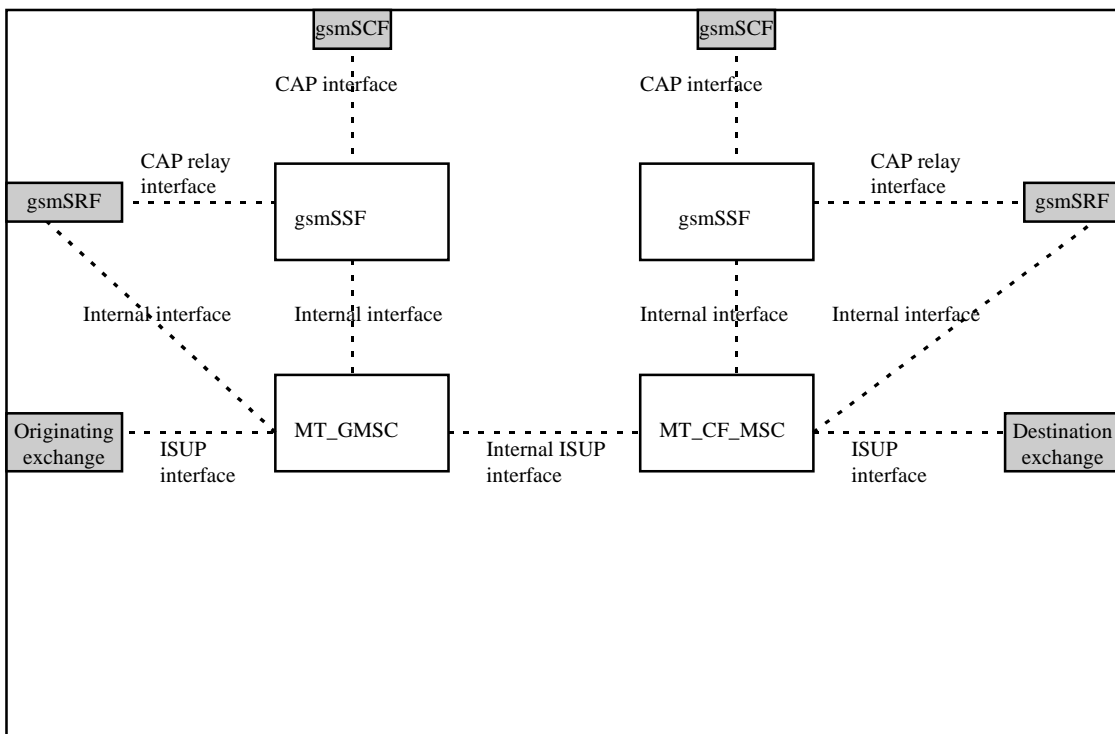 gsmSCF
gsmSCF
CAP interface
CAP interface
CAP relay
interface
CAP relay
interface
gsmSRF
gsmSSF
gsmSSF
gsmSRF
Internal interface
Internal interface
Internal interface
Internal interface
Originating
exchange
ISUP
interface
MT_GMSC
Internal ISUP
interface
MT_CF_MSC
ISUP
interface
Destination
exchange